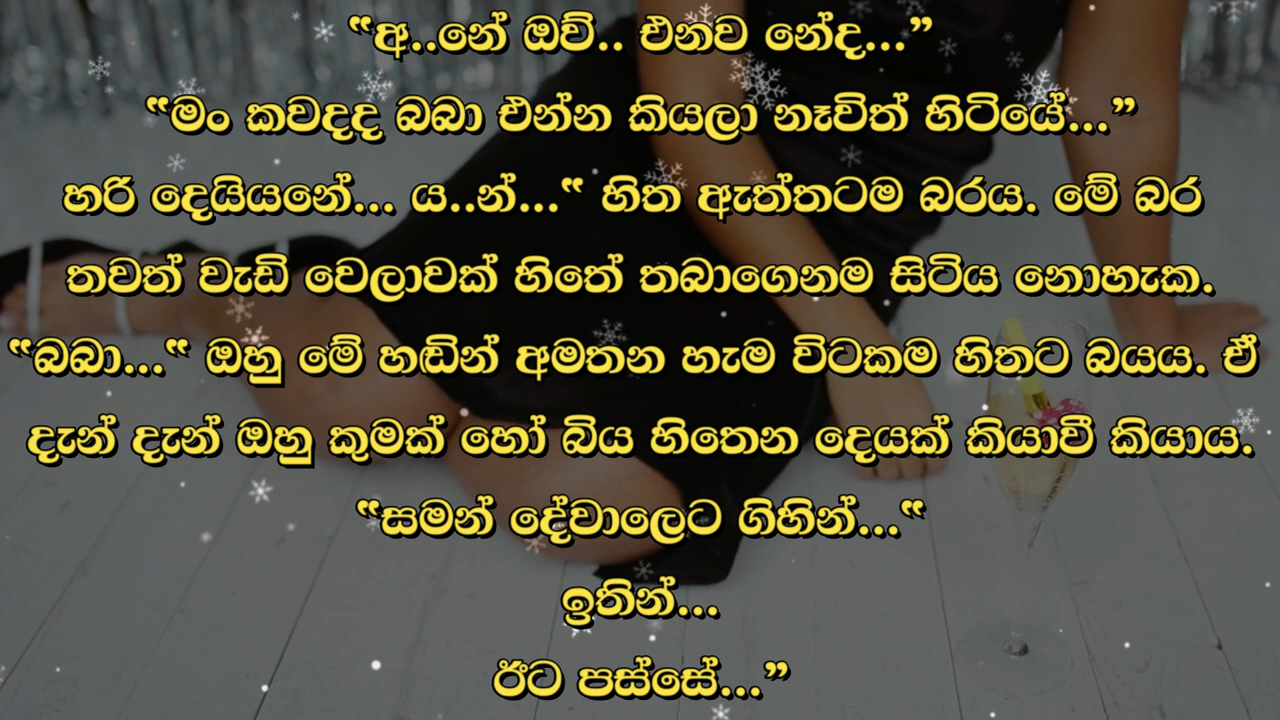 “අ..නේ ඔව්.. එනව නේද...”
“මං කවදද බබා එන්න කියලා නෑවිත් හිටියේ...”
හරි දෙයියනේ... ය..න්...“ හිත ඇත්තටම බරය. මේ බර
තවත් වැඩි වෙලාවක් හිතේ තබාගෙනම සිටිය නොහැක.
“බබා...“ ඔහු මේ හඬින් අමතන හැම විටකම හිතට බයය. ඒ
දැන් දැන් ඔහු කුමක් හෝ බිය හිතෙන දෙයක් කියාවී කියාය.
“සමන් දේවාලෙට ගිහින්...“
ඉතින්...
ඊට පස්සේ...”